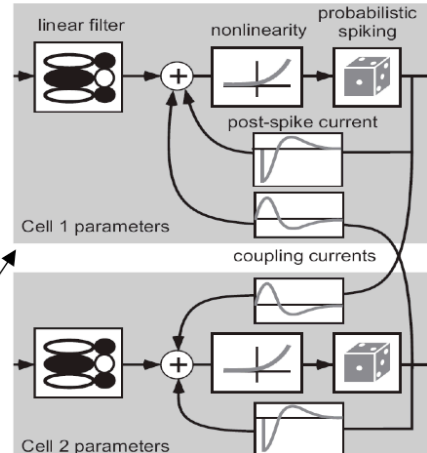 linear filter
nonlinearity
probabilistic
spiking
+
post-spike current
Cell 1 parameters
coupling currents
+
Cell 2 parameters